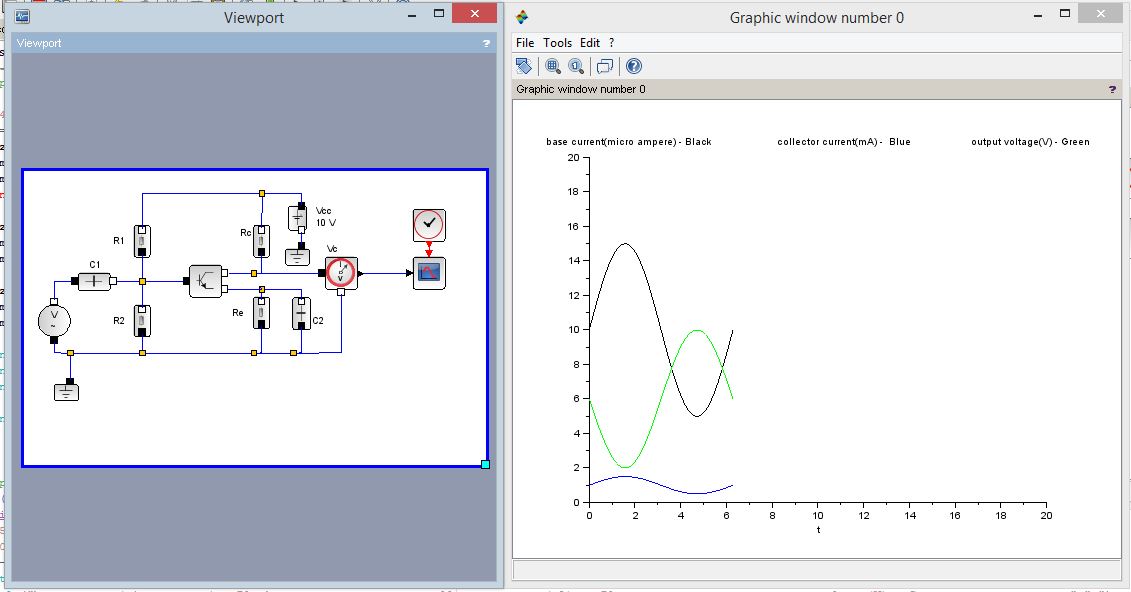 Viewport
Viewport ?
Vcc
10 V
R1
Rc
C1
Vc
V
~
V
R2
Re
C2
Graphic window number 0
File Tools Edit ?
Graphic window number 0 ?
base current(micro ampere) - Black collector current(mA) - Blue output voltage(V) - Green
20
18
16
14
12
10
8
6
4
2
0
0 2 4 6 8 10 12 14 16 18 20
t